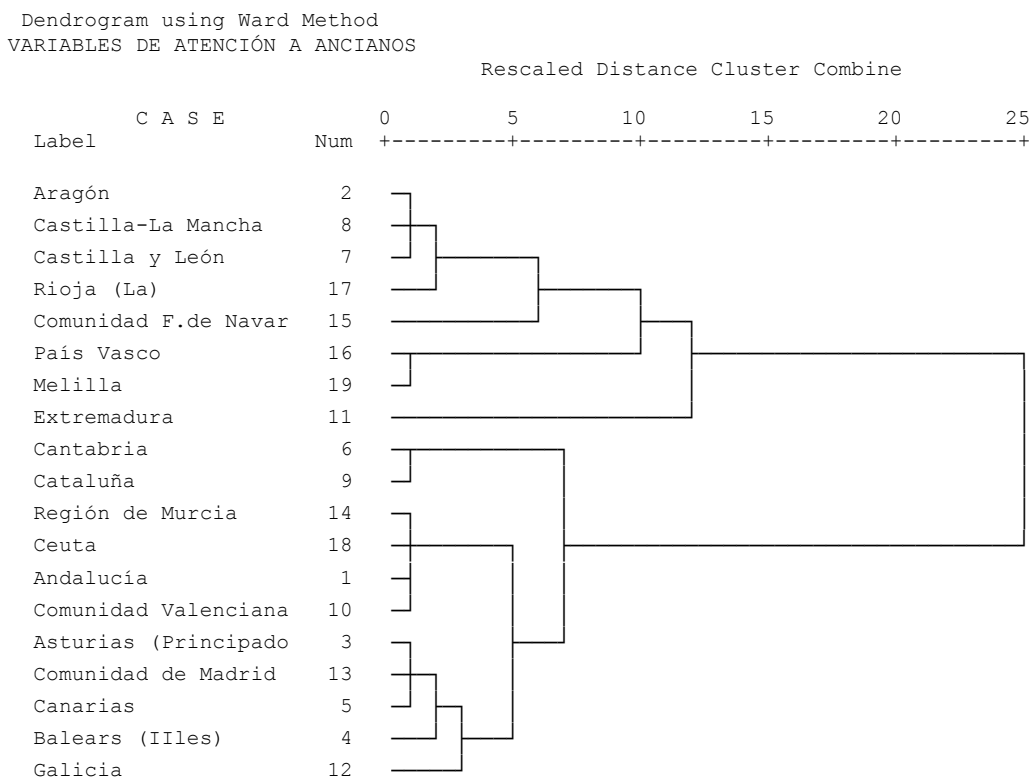 Dendrogram using Ward Method
VARIABLES DE ATENCIÓN A ANCIANOS
Rescaled Distance Cluster Combine
C A S E 0 5 10 15 20 25
Label Num +---------+---------+---------+---------+---------+
Aragón 2
Castilla-La Mancha 8
Castilla y León 7
Rioja (La) 17
Comunidad F.de Navar 15
País Vasco 16
Melilla 19
Extremadura 11
Cantabria 6
Cataluña 9
Región de Murcia 14
Ceuta 18
Andalucía 1
Comunidad Valenciana 10
Asturias (Principado 3
Comunidad de Madrid 13
Canarias 5
Balears (IIles) 4
Galicia 12